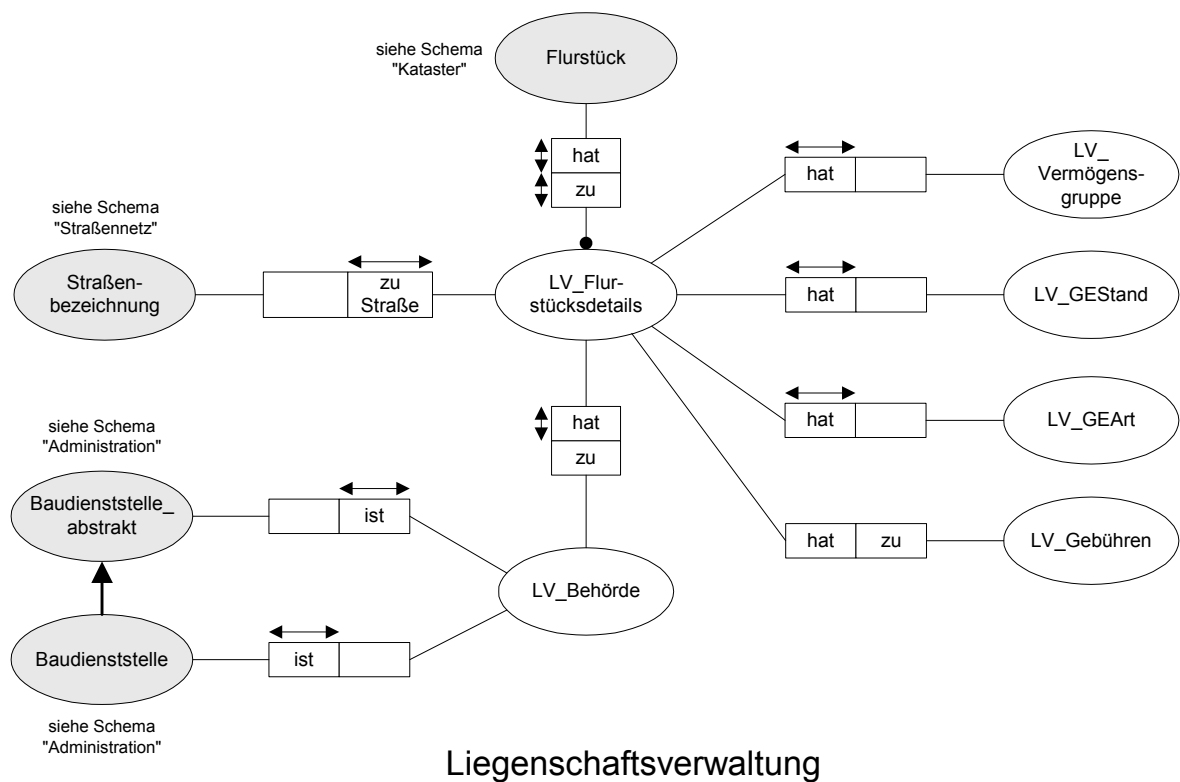 siehe Schema
"Kataster"
Flurstück
hat
zu
hat
LV_
Vermögens-
gruppe
siehe Schema
"Straßennetz"
Straßen-
bezeichnung
zu
Straße
LV_Flur-
stücksdetails
hat
LV_GEStand
hat
zu
hat
LV_GEArt
siehe Schema
"Administration"
Baudienststelle_
abstrakt
ist
hat
zu
LV_Gebühren
LV_Behörde
Baudienststelle
ist
siehe Schema
"Administration"
Liegenschaftsverwaltung